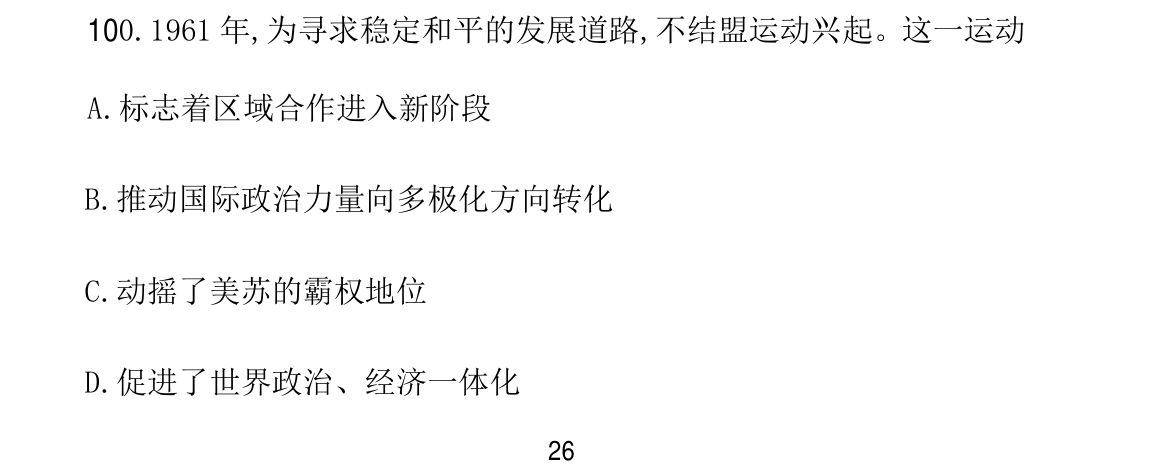 100.1961 年,为寻求稳定和平的发展道路,不结盟运动兴起。这一运动
A.标志着区域合作进入新阶段
B.推动国际政治力量向多极化方向转化
C.动摇了美苏的霸权地位
D.促进了世界政治、经济一体化
26